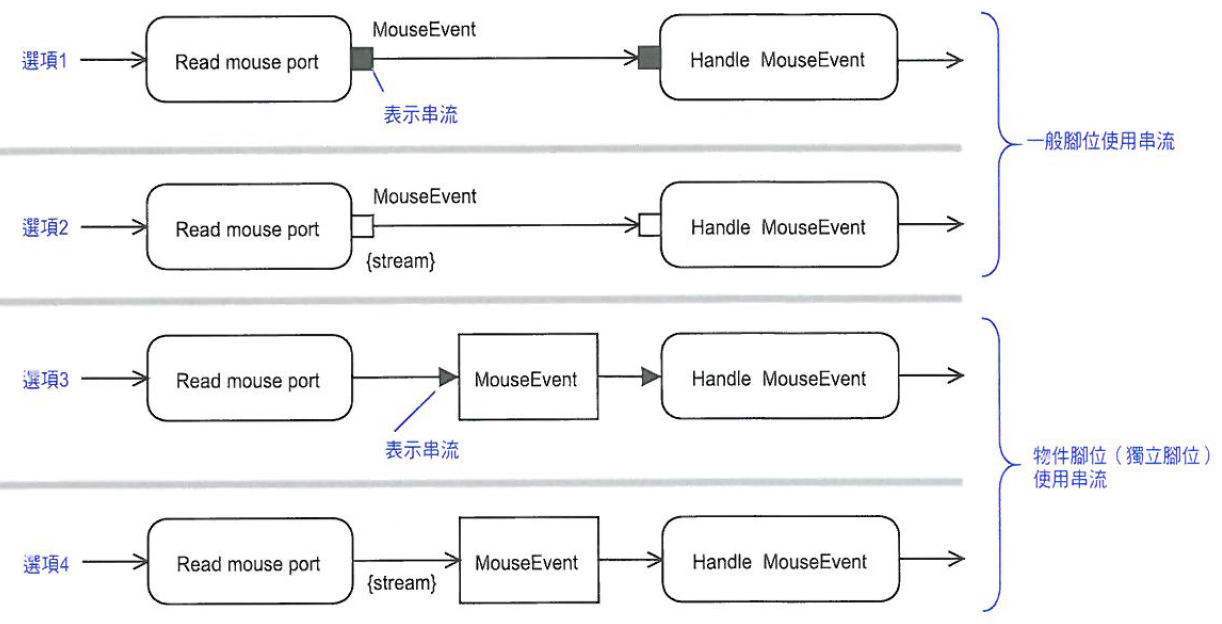 MouseEvent
選項1
Read mouse port
Handle MouseEvent
表示串流
一般腳位使用串流
MouseEvent
選項2
Read mouse port
Handle MouseEvent
{stream}
選項3
Read mouse port
MouseEvent
Handle MouseEvent
表示串流
物件腳位（獨立腳位）
使用串流
選項4
Read mouse port
MouseEvent
Handle MouseEvent
{stream}